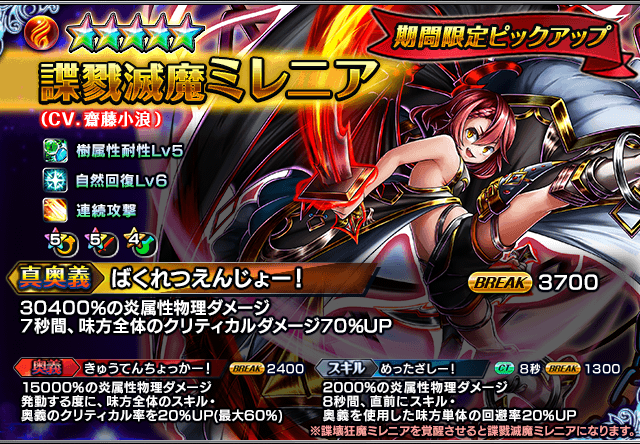 期間限定ピックアップ
諜戮滅魔ミレニア
(CV.齋藤小浪)
樹属性耐性Lv5
自然回復Lv6
連続攻撃
5 5 4
真奥義 ばくれつえんじょー! BREAK 3700
30400%の炎属性物理ダメージ
7秒間、味方全体のクリティカルダメージ70%UP
奥義 きゅうてんちょっかー! BREAK 2400
15000%の炎属性物理ダメージ
発動する度に、味方全体のスキル・
奥義のクリティカル率を20%UP(最大60%)
スキル めったざしー! CT 8秒 BREAK 1300
2000%の炎属性物理ダメージ
8秒間、直前にスキル・
奥義を使用した味方単体の回避率20%UP
※諜壊狂魔ミレニアを覚醒させると諜戮滅魔ミレニアになります。